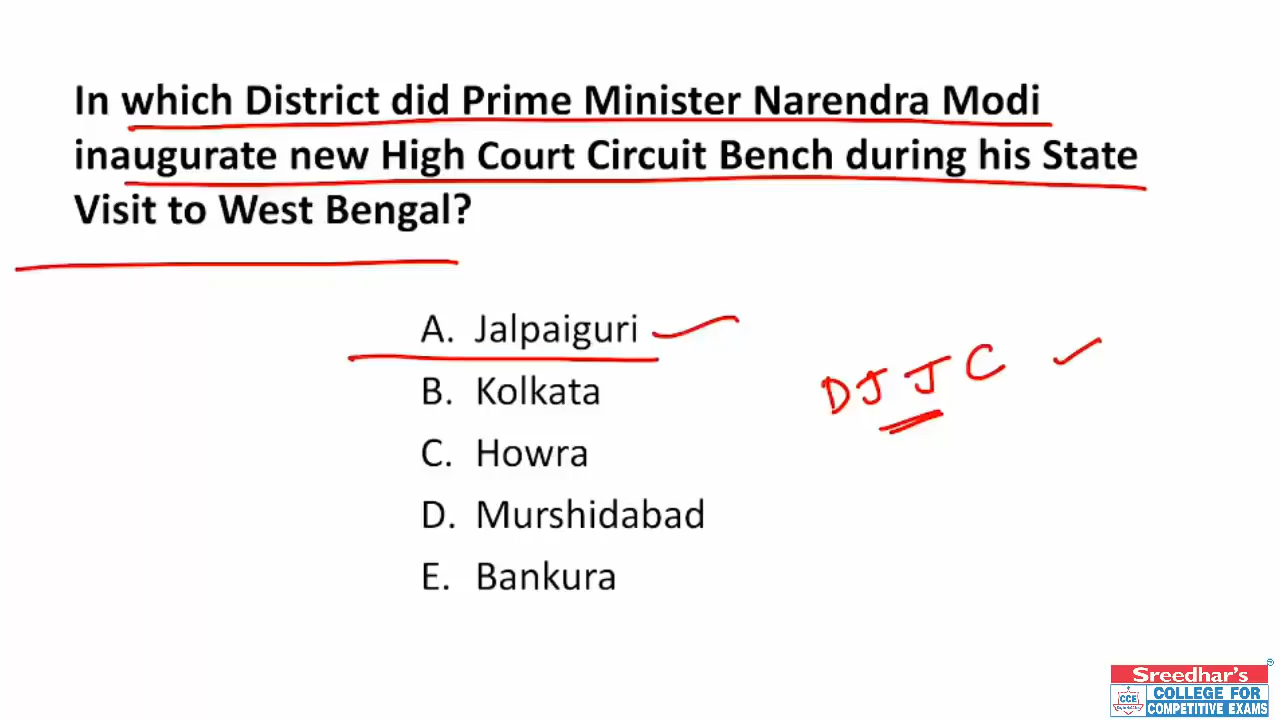 In which District did Prime Minister Narendra Modi
inaugurate new High Court Circuit Bench during his State
Visit to West Bengal?
A. Jalpaiguri
B. Kolkata
DJJC
C. Howra
D. Murshidabad
E. Bankura
Sreedhar's
CCE
COLLEGE FOR
COMPETITIVE EXAMS